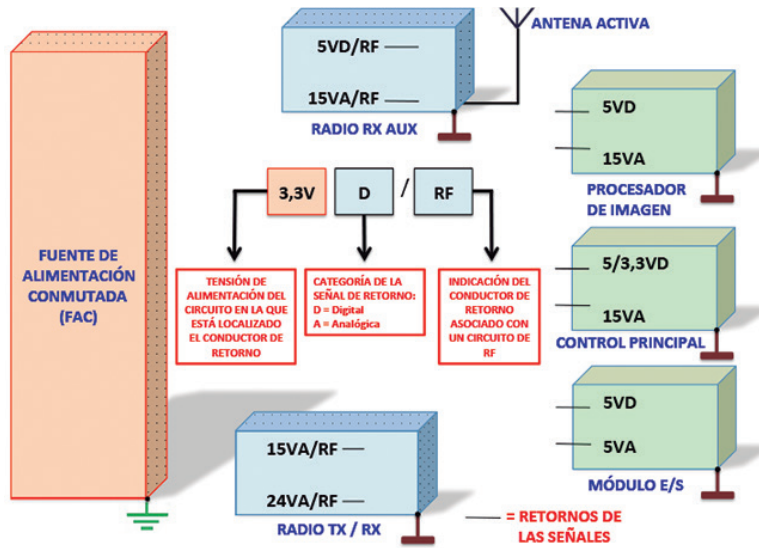 ANTENA ACTIVA
5VD/RF
15VA/RF
RADIO RX AUX
5VD
15VA
PROCESADOR
DE IMAGEN
3,3V
D
/
RF
FUENTE DE
ALIMENTACIÓN
CONMUTADA
(FAC)
TENSIÓN DE
ALIMENTACIÓN DEL
CIRCUITO EN LA QUE
ESTÁ LOCALIZADO
EL CONDUCTOR DE
RETORNO
CATEGORÍA DE LA
SEÑAL DE RETORNO:
D = Digital
A = Analógica
INDICACIÓN DEL
CONDUCTOR DE
RETORNO
ASOCIADO CON
UN CIRCUITO DE
RF
5/3,3VD
15VA
CONTROL PRINCIPAL
5VD
5VA
MÓDULO E/S
15VA/RF
24VA/RF
RADIO TX / RX
= RETORNOS DE
LAS SEÑALES